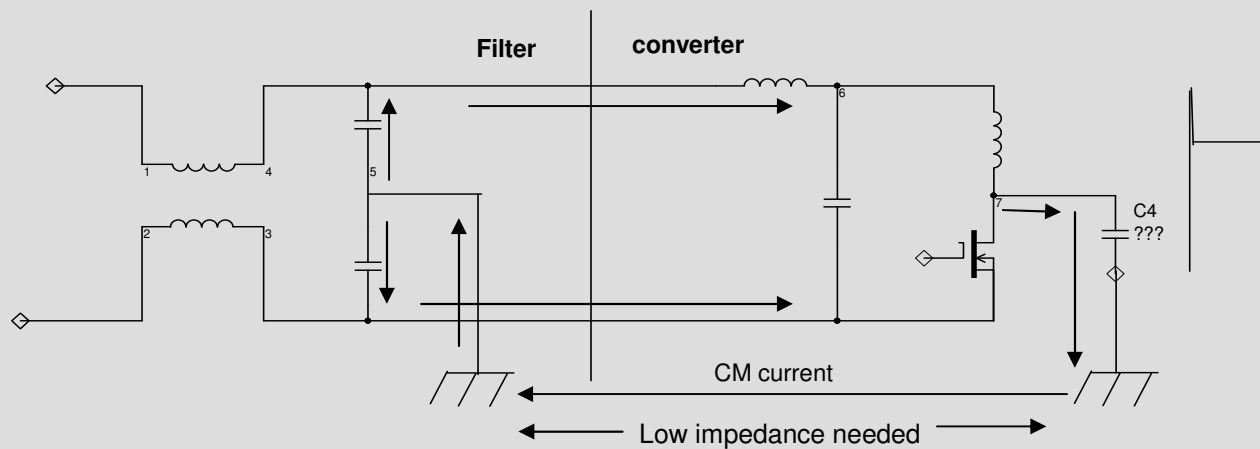 Filter
converter
6
1
4
5
2
3
7
C4
???
CM current
Low impedance needed